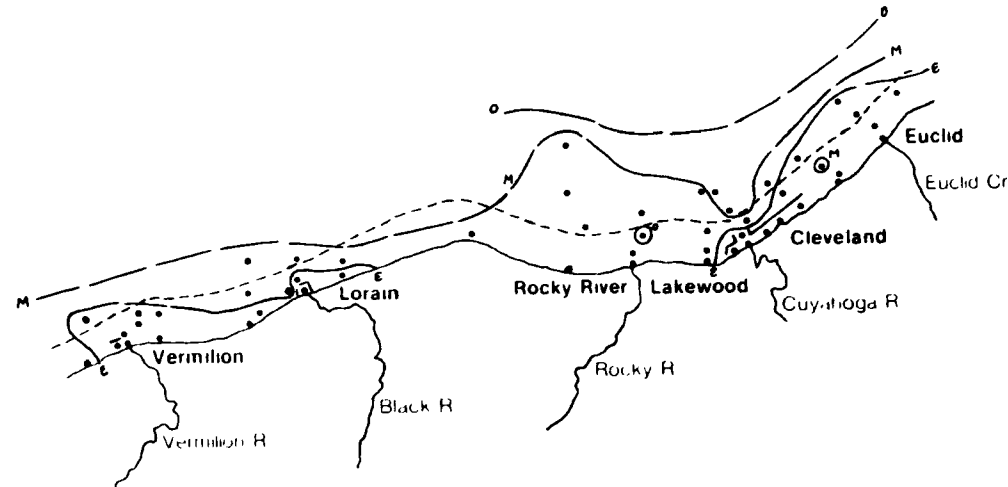 O
M
E
O
Euclid
M
Euclid Cr
M
Cleveland
E
Lorain
E
Rocky River
Lakewood
M
Cuyahoga R
Vermilion
E
Rocky R
Black R
Vermilion R